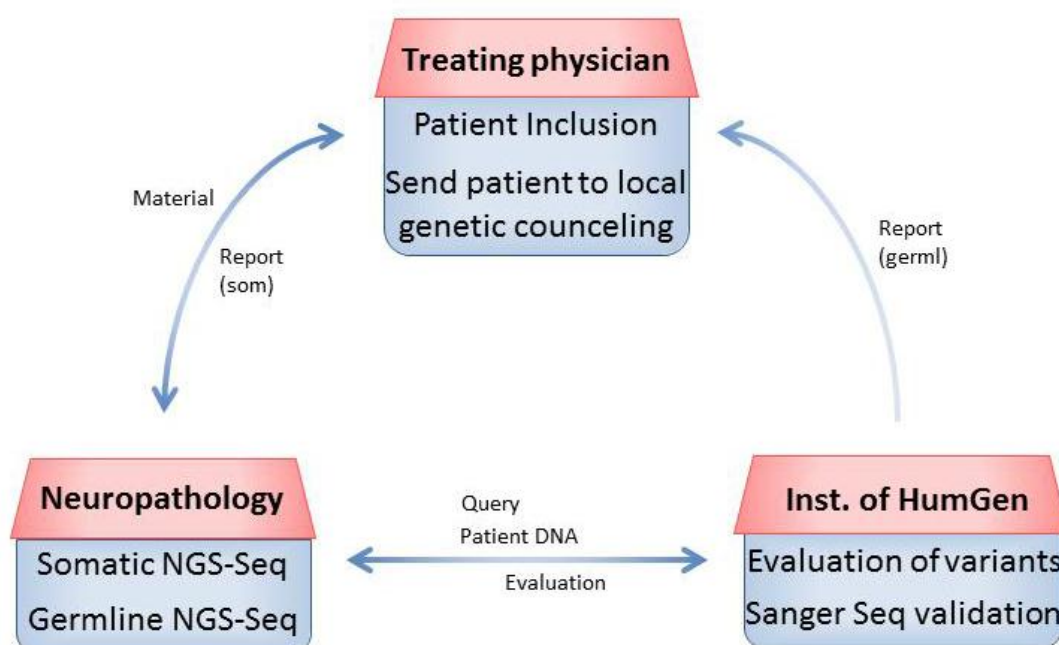 Treating physician
Patient Inclusion
Send patient to local
genetic counceling
Material
Report
(som)
Report
(germl)
Neuropathology
Somatic NGS-Seq
Germline NGS-Seq
Query
Patient DNA
Evaluation
Inst. of HumGen
Evaluation of variants
Sanger Seq validation